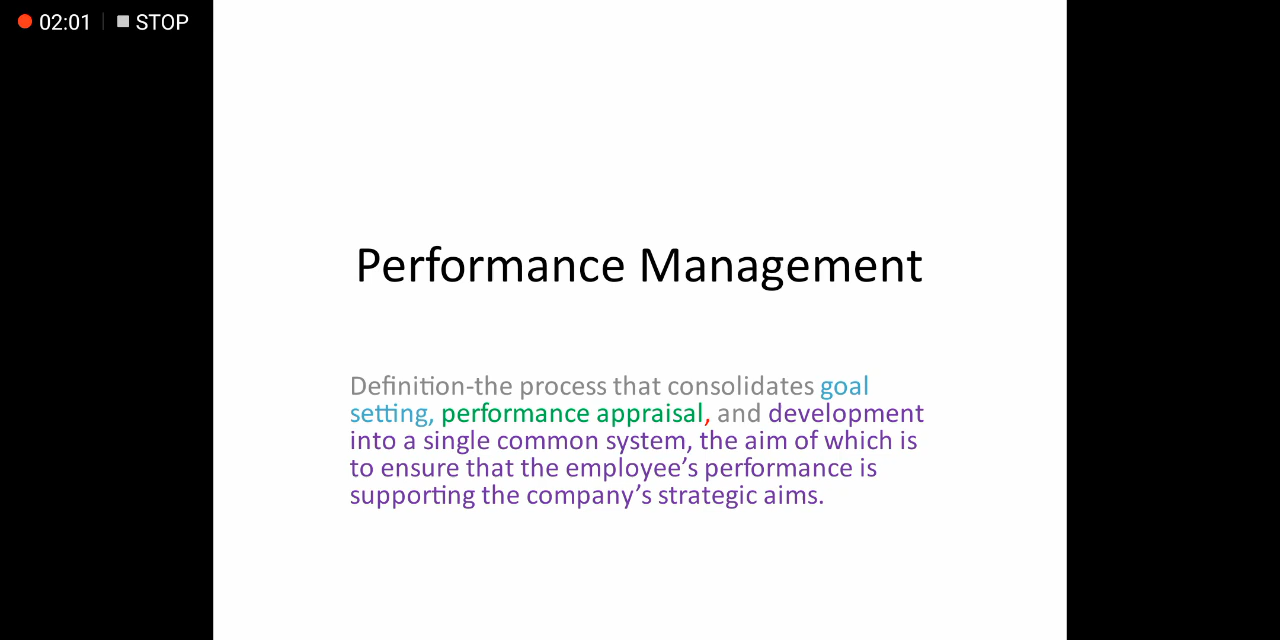 02:01 STOP
Performance Management
Definition-the process that consolidates goal
setting, performance appraisal, and development
into a single common system, the aim of which is
to ensure that the employee’s performance is
supporting the company’s strategic aims.